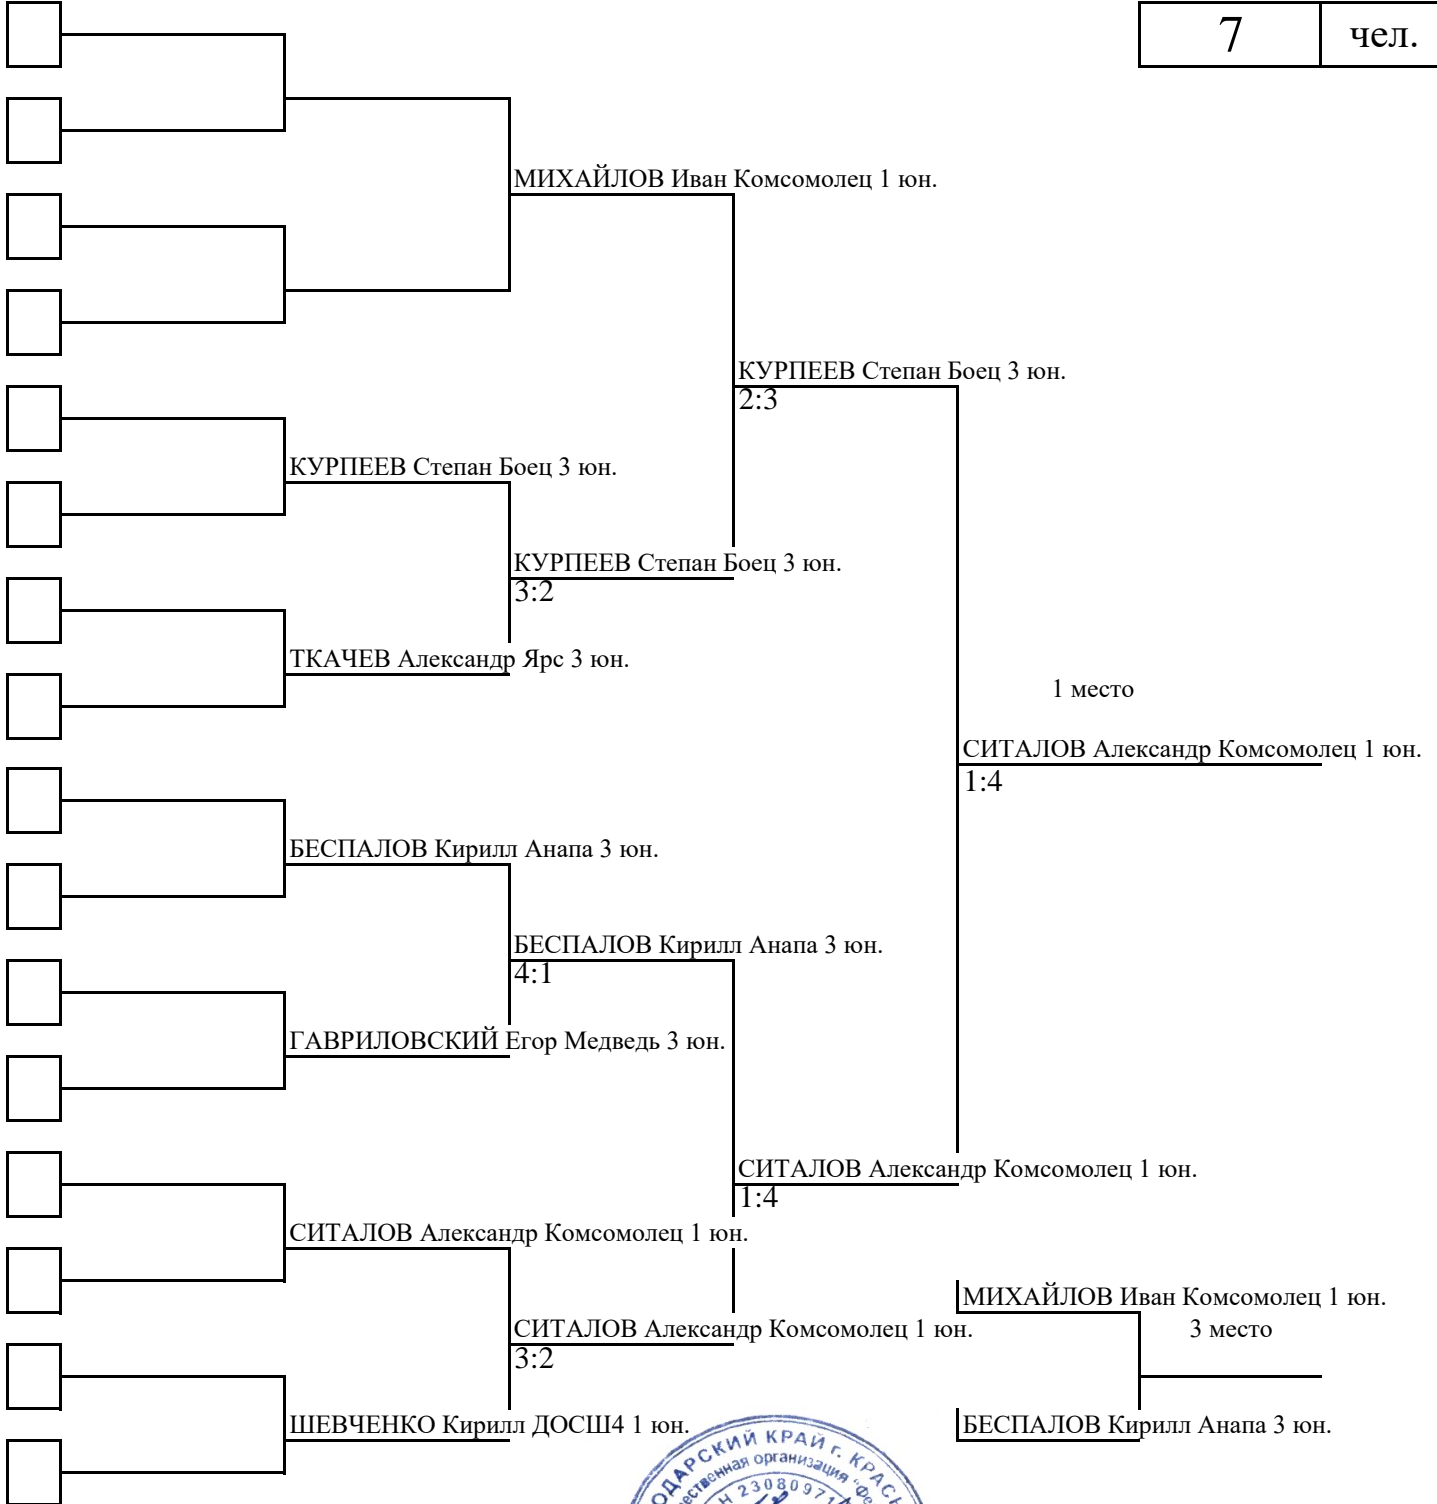 7 чел.
МИХАЙЛОВ Иван Комсомолец 1 юн.
КУРПЕЕВ Степан Боец 3 юн.
2:3
КУРПЕЕВ Степан Боец 3 юн.
КУРПЕЕВ Степан Боец 3 юн.
3:2
ТКАЧЕВ Александр Ярс 3 юн.
1 место
СИТАЛОВ Александр Комсомолец 1 юн.
1:4
БЕСПАЛОВ Кирилл Анапа 3 юн.
БЕСПАЛОВ Кирилл Анапа 3 юн.
4:1
ГАВРИЛОВСКИЙ Егор Медведь 3 юн.
СИТАЛОВ Александр Комсомолец 1 юн.
1:4
СИТАЛОВ Александр Комсомолец 1 юн.
МИХАЙЛОВ Иван Комсомолец 1 юн.
СИТАЛОВ Александр Комсомолец 1 юн.
3 место
3:2
ШЕВЧЕНКО Кирилл ДОСШ4 1 юн.
БЕСПАЛОВ Кирилл Анапа 3 юн.
КРАЙ г.
организация